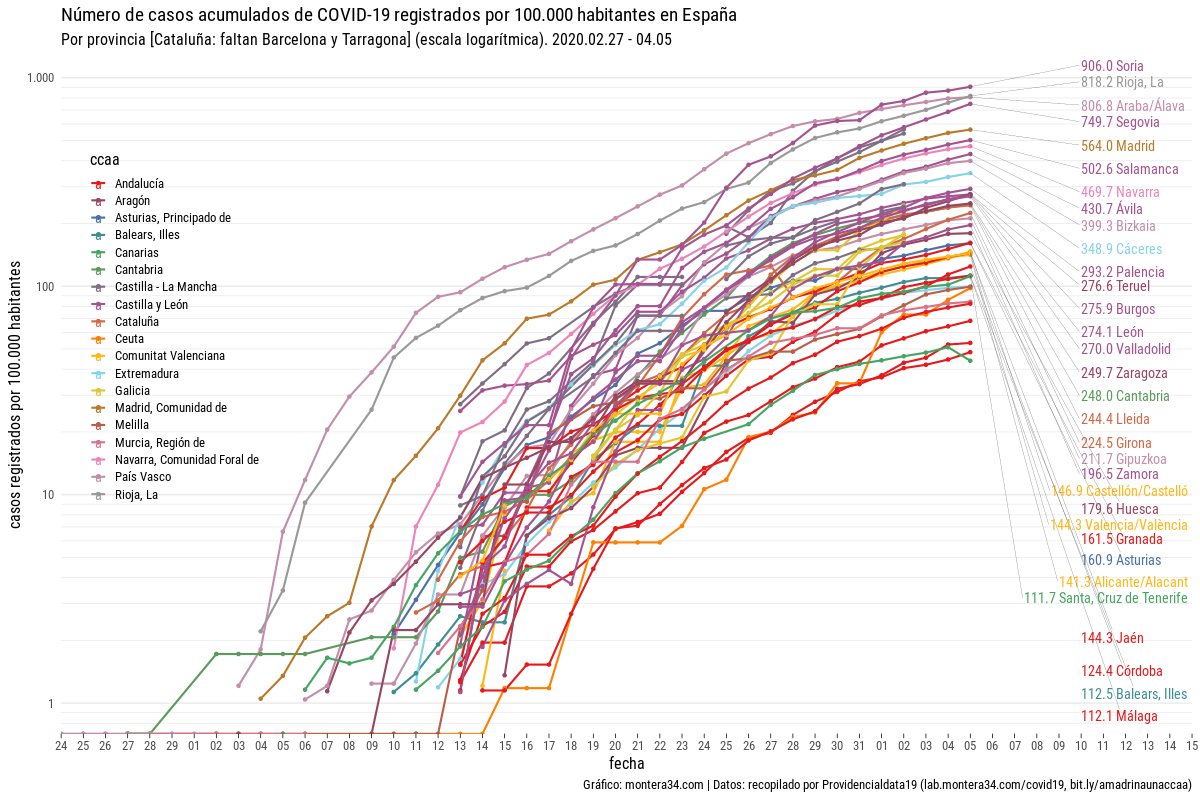 Número de casos acumulados de COVID-19 registrados por 100.000 habitantes en España
Por provincia [Cataluña: faltan Barcelona y Tarragona] (escala logarítmica). 2020.02.27 - 04.05
casos registrados por 100.000 habitantes
1.000
100
10
1
ccaa
Andalucía
Aragón
Asturias, Principado de
Balears, Illes
Canarias
Cantabria
Castilla - La Mancha
Castilla y León
Cataluña
Ceuta
Comunitat Valenciana
Extremadura
Galicia
Madrid, Comunidad de
Melilla
Murcia, Región de
Navarra, Comunidad Foral de
País Vasco
Rioja, La
906.0 Soria
818.2 Rioja, La
806.8 Araba/Álava
749.7 Segovia
564.0 Madrid
502.6 Salamanca
469.7 Navarra
430.7 Ávila
399.3 Bizkaia
348.9 Cáceres
293.2 Palencia
276.6 Teruel
275.9 Burgos
274.1 León
270.0 Valladolid
249.7 Zaragoza
248.0 Cantabria
244.4 Lleida
224.5 Girona
211.7 Gipuzkoa
196.5 Zamora
146.9 Castellón/Castelló
179.6 Huesca
144.3 Valencia/València
161.5 Granada
160.9 Asturias
141.3 Alicante/Alacant
111.7 Santa, Cruz de Tenerife
144.3 Jaén
124.4 Córdoba
112.5 Balears, Illes
112.1 Málaga
24 25 26 27 28 29 01 02 03 04 05 06 07 08 09 10 11 12 13 14 15 16 17 18 19 20 21 22 23 24 25 26 27 28 29 30 31 01 02 03 04 05 06 07 08 09 10 11 12 13 14 15
fecha
Gráfico: montera34.com | Datos: recopilado por Providencialdata19 (lab.montera34.com/covid19, bit.ly/amadrinaunaccaa)